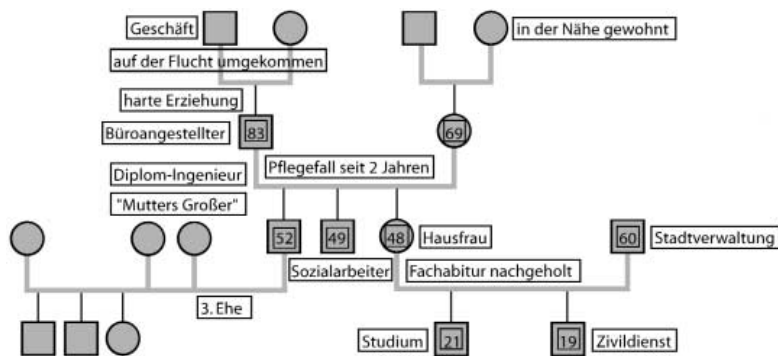 Geschäft
in der Nähe gewohnt
auf der Flucht umgekommen
harte Erziehung
Büroangestellter
83
69
Pflegefall seit 2 Jahren
Diplom-Ingenieur
"Mutters Großer"
52
49
48
Hausfrau
60
Stadtverwaltung
Sozialarbeiter
Fachabitur nachgeholt
3. Ehe
Studium
21
19
Zivildienst